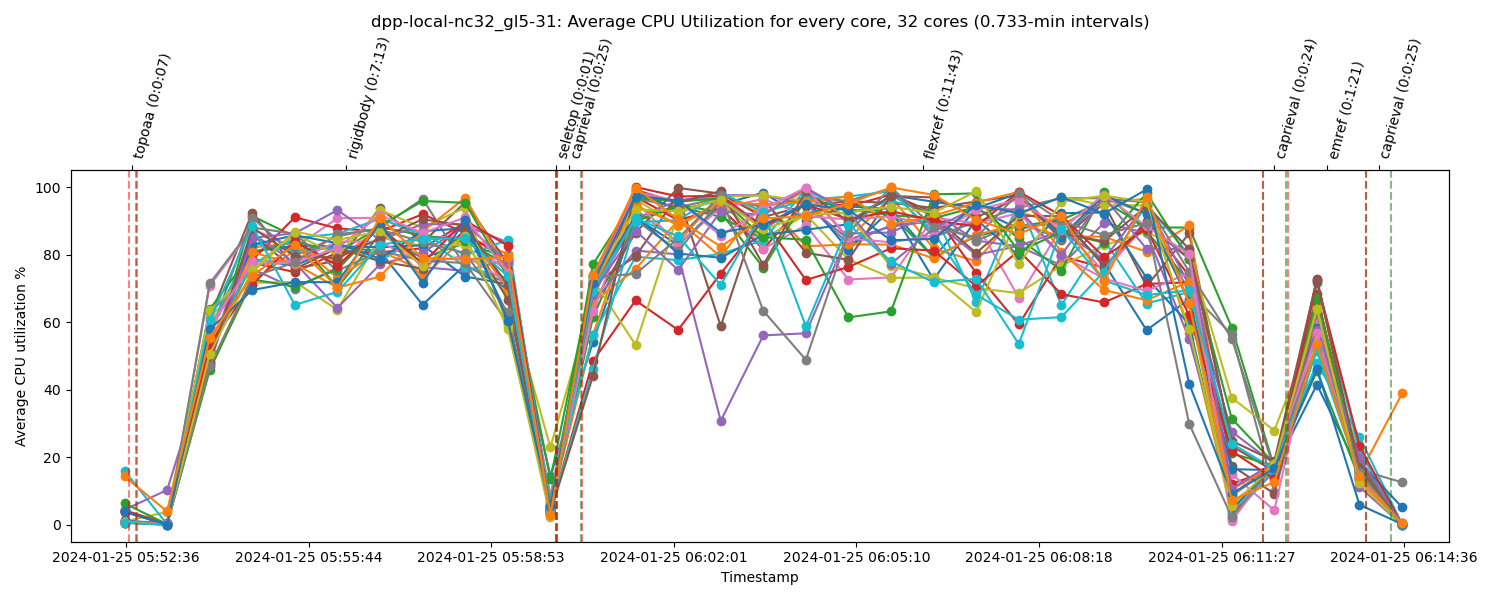 dpp-local-nc32_gl5-31: Average CPU Utilization for every core, 32 cores (0.733-min intervals)
topoaa (0:0:07)
rigidbody (0:7:13)
seletop (0:0:01)
caprieval (0:0:25)
flexref (0:11:43)
caprieval (0:0:24)
emref (0:1:21)
caprieval (0:0:25)
Average CPU utilization %
100
80
60
40
20
0
2024-01-25 05:52:36
2024-01-25 05:55:44
2024-01-25 05:58:53
2024-01-25 06:02:01
2024-01-25 06:05:10
2024-01-25 06:08:18
2024-01-25 06:11:27
2024-01-25 06:14:36
Timestamp